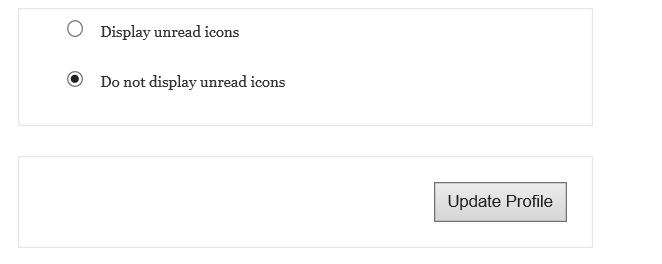 Display unread icons
Do not display unread icons
Update Profile